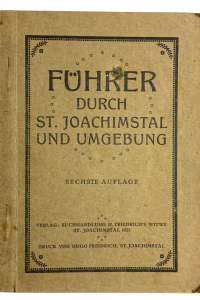 FÜHRER
DURCH
ST. JOACHIMSTAL
UND UMGEBUNG
SECHSTE AUFLAGE
VERLAG: BUCHHANDLUNG H. FRIEDRICH'S WITWE
ST. JOACHIMSTAL
DRUCK VON HUGO FRIEDRICH, ST. JOACHIMSTAL